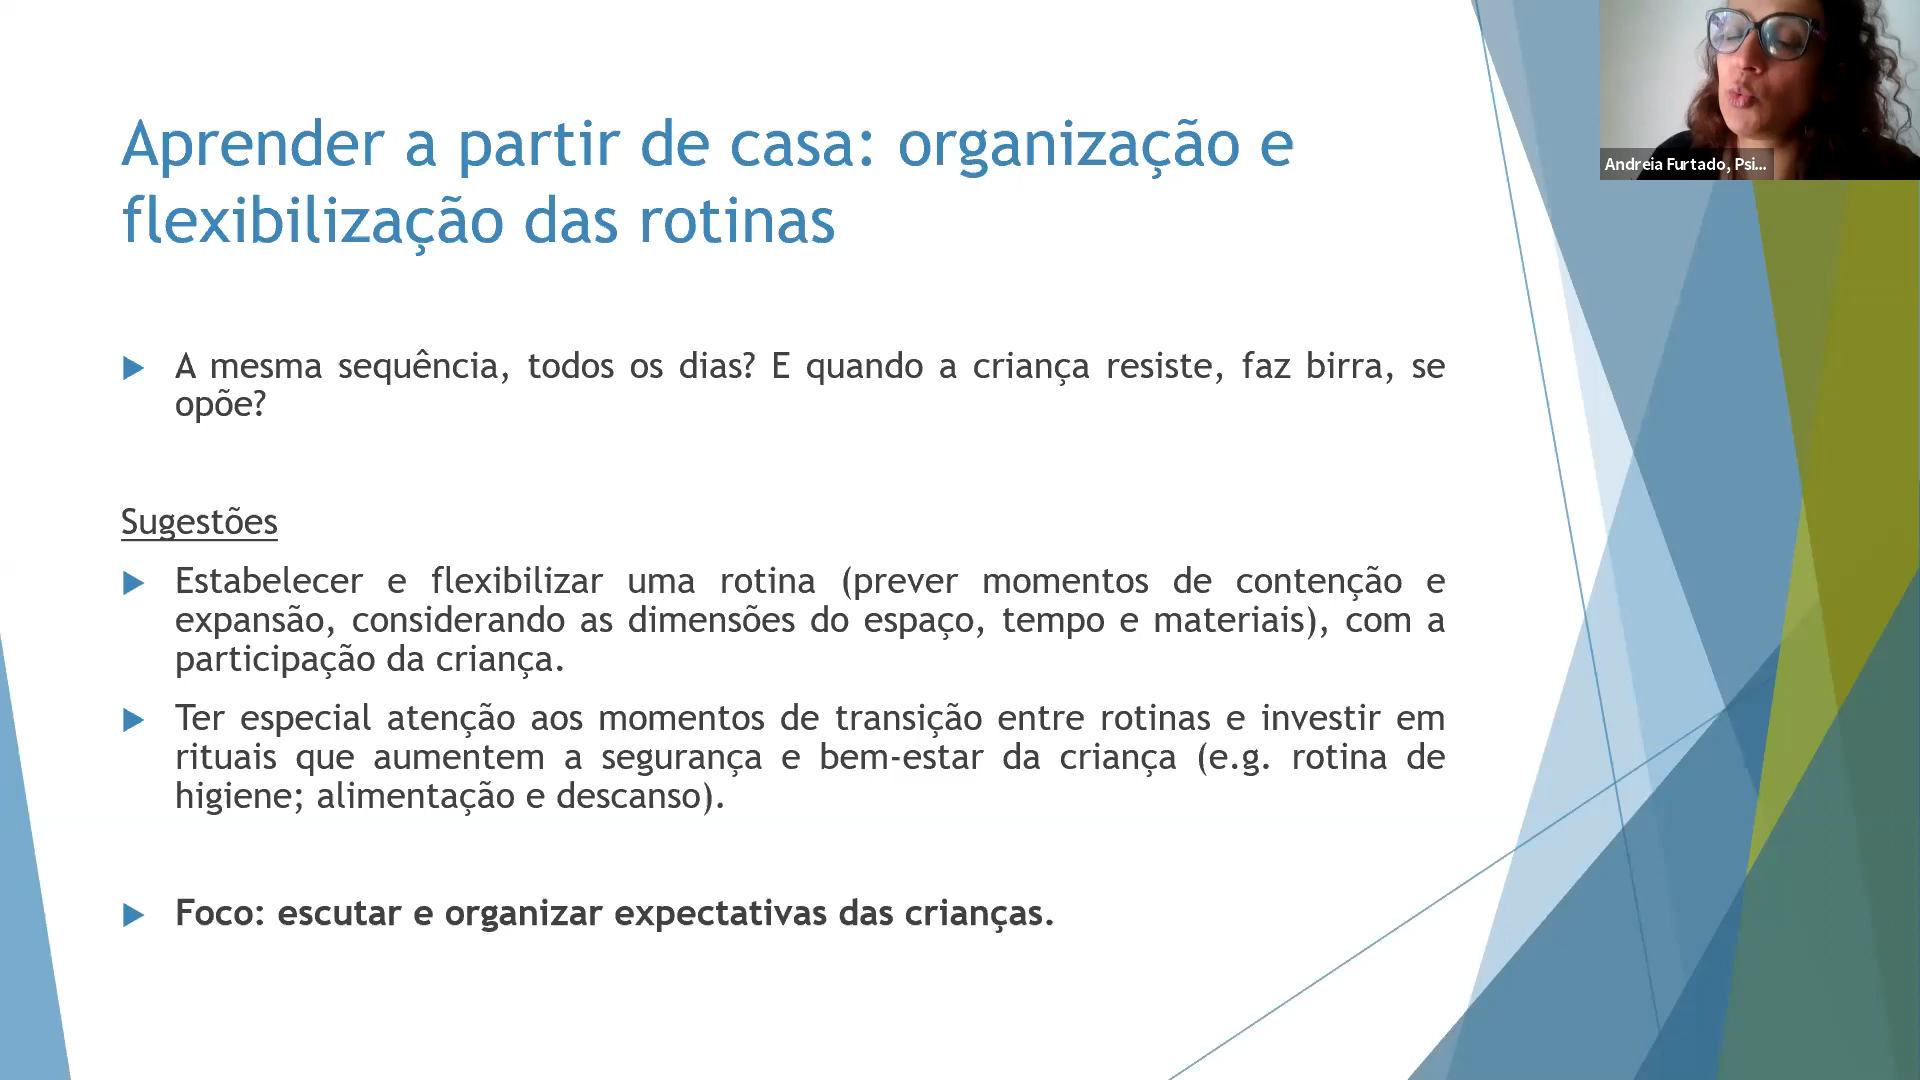 Aprender a partir de casa: organização e
flexibilização das rotinas
A mesma sequência, todos os dias? E quando a criança resiste, faz birra, se
opõe?
Sugestões
Estabelecer e flexibilizar uma rotina (prever momentos de contenção e
expansão, considerando as dimensões do espaço, tempo e materiais), com a
participação da criança.
Ter especial atenção aos momentos de transição entre rotinas e investir em
rituais que aumentem a segurança e bem-estar da criança (e.g. rotina de
higiene; alimentação e descanso).
Foco: escutar e organizar expectativas das crianças.
Andreia Furtado, Psi...